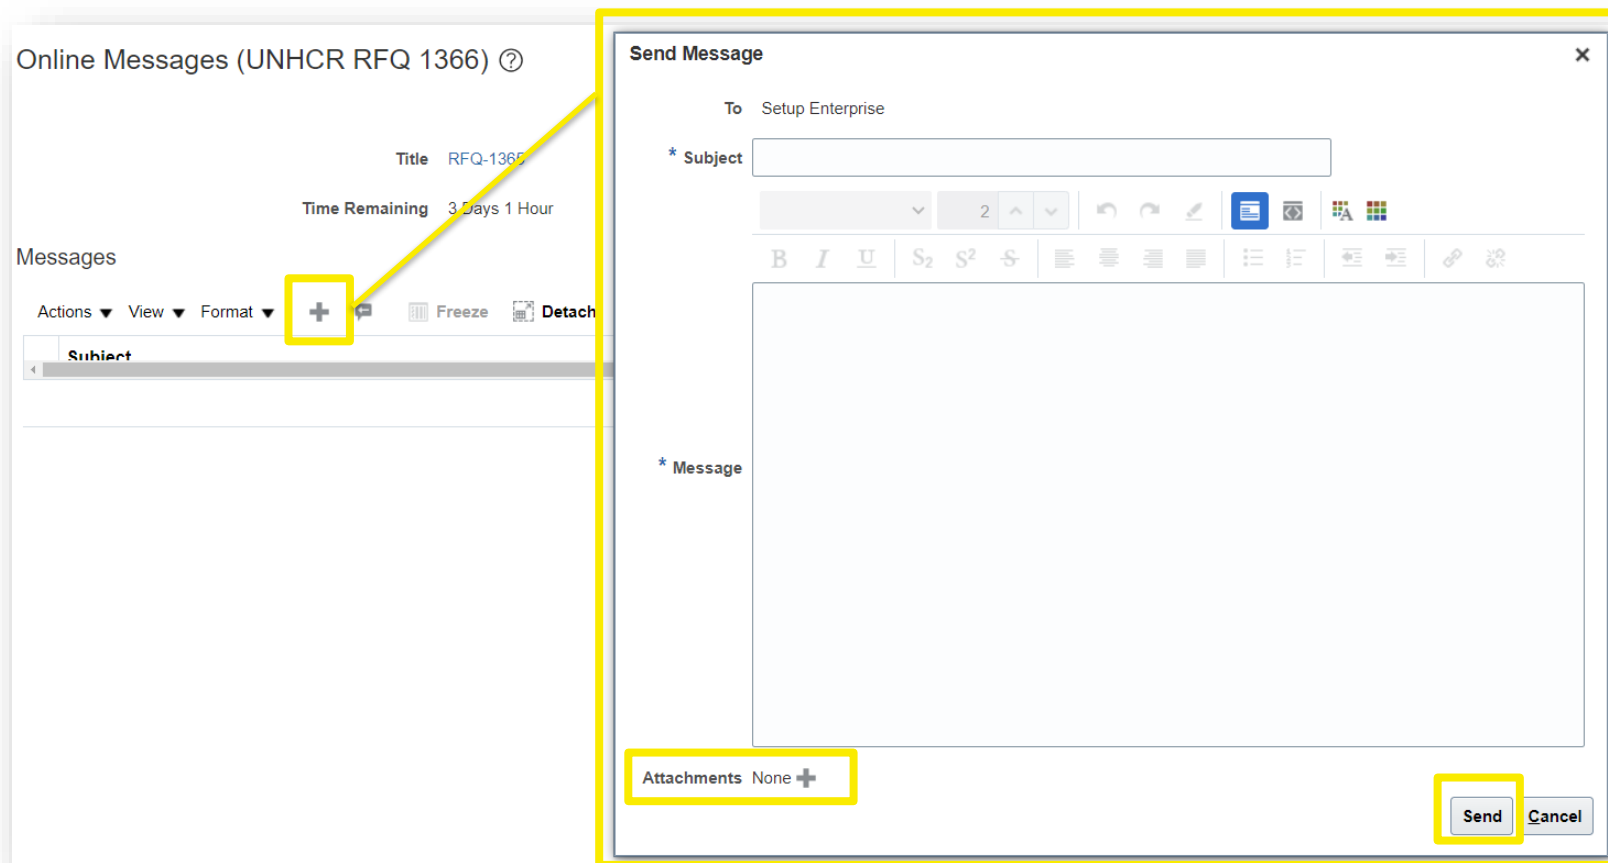 Online Messages (UNHCR RFQ 1366)
Title RFQ-1365
Time Remaining 3 Days 1 Hour
Messages
Actions View Format Freeze Detach
Subject
Send Message
To Setup Enterprise
* Subject
2
B I U S2 S2 S
* Message
Attachments None
Send Cancel